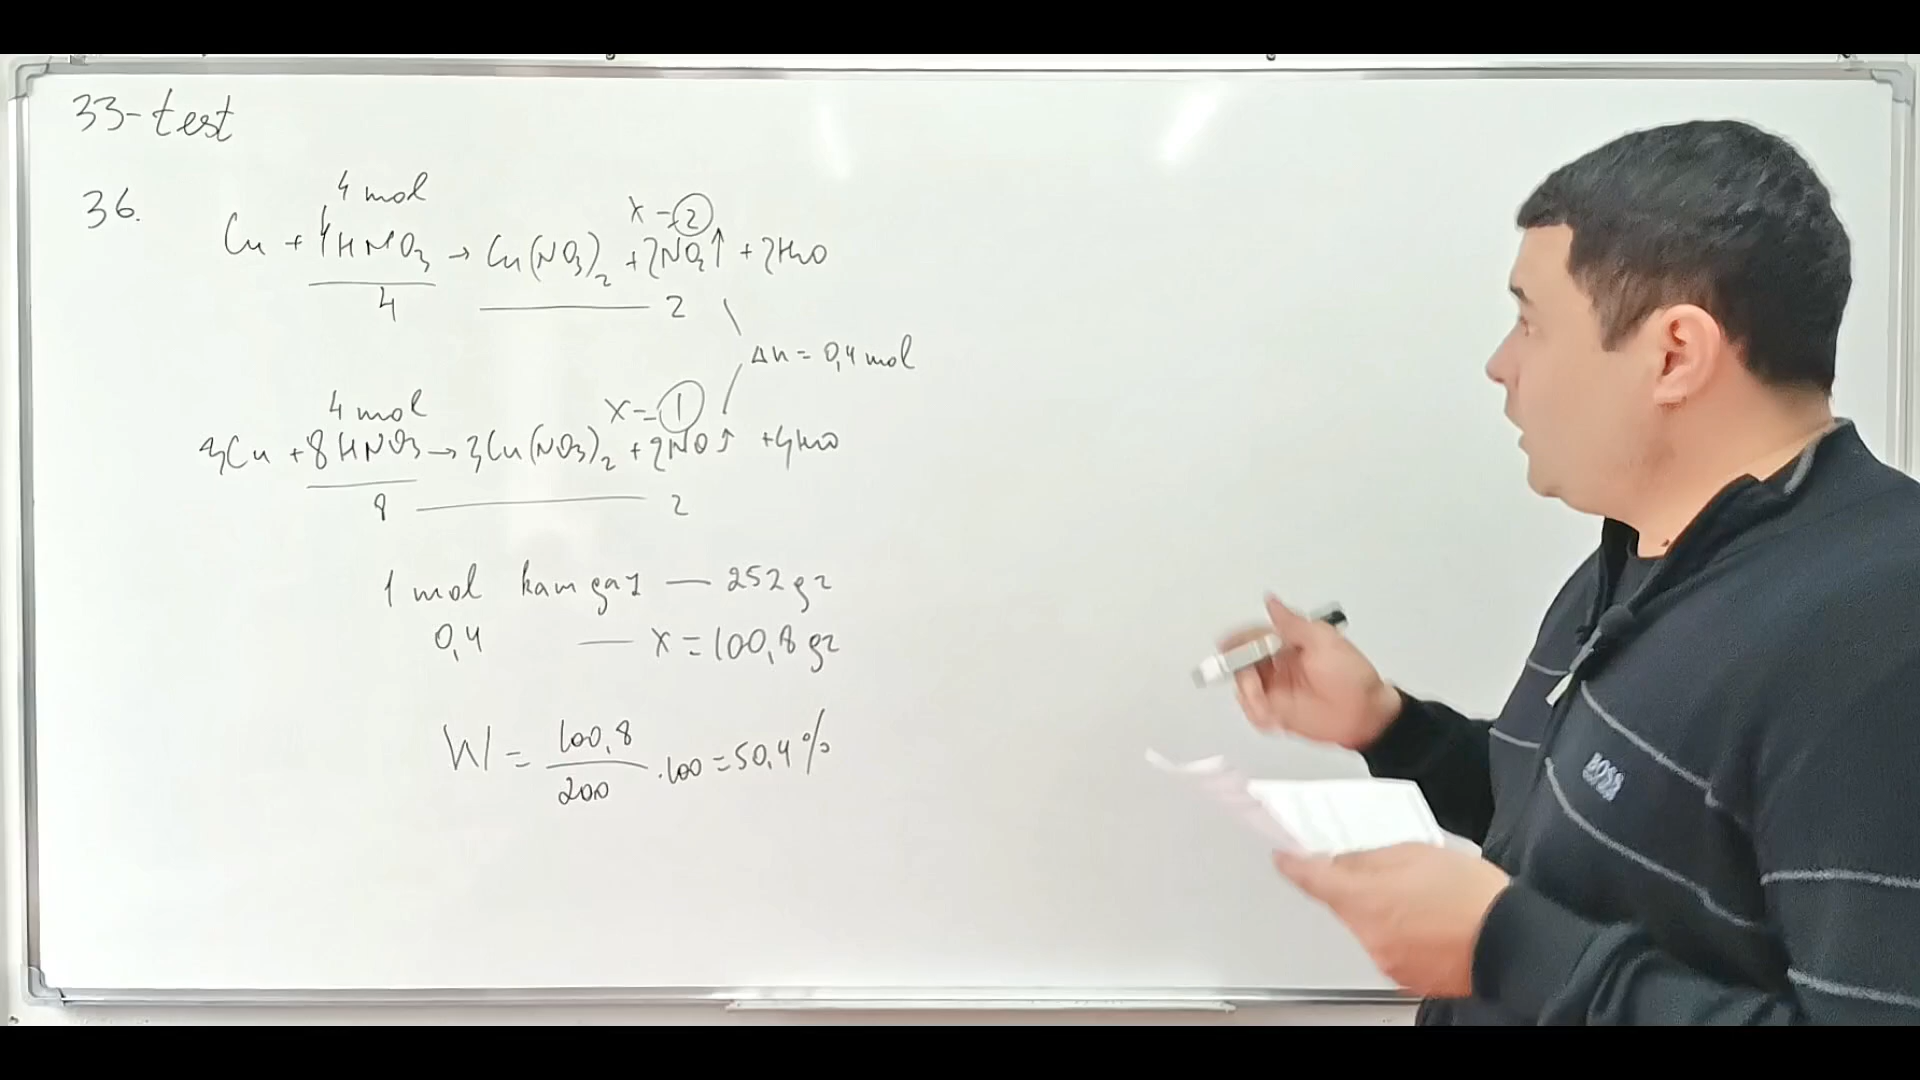 33-test
36.
4 mol
x = 2
Cu + 4HNO3 → Cu(NO3)2 + 2NO2↑ + 2H2O
4 2
Δn = 0,4 mol
4 mol
x = 1
3Cu + 8HNO3 → 3Cu(NO3)2 + 2NO↑ + 4H2O
8 2
1 mol kam gaz — 252 gr
0,4 — x = 100,8 gr
W = 100,8 / 200 · 100 = 50,4 %
BOSS